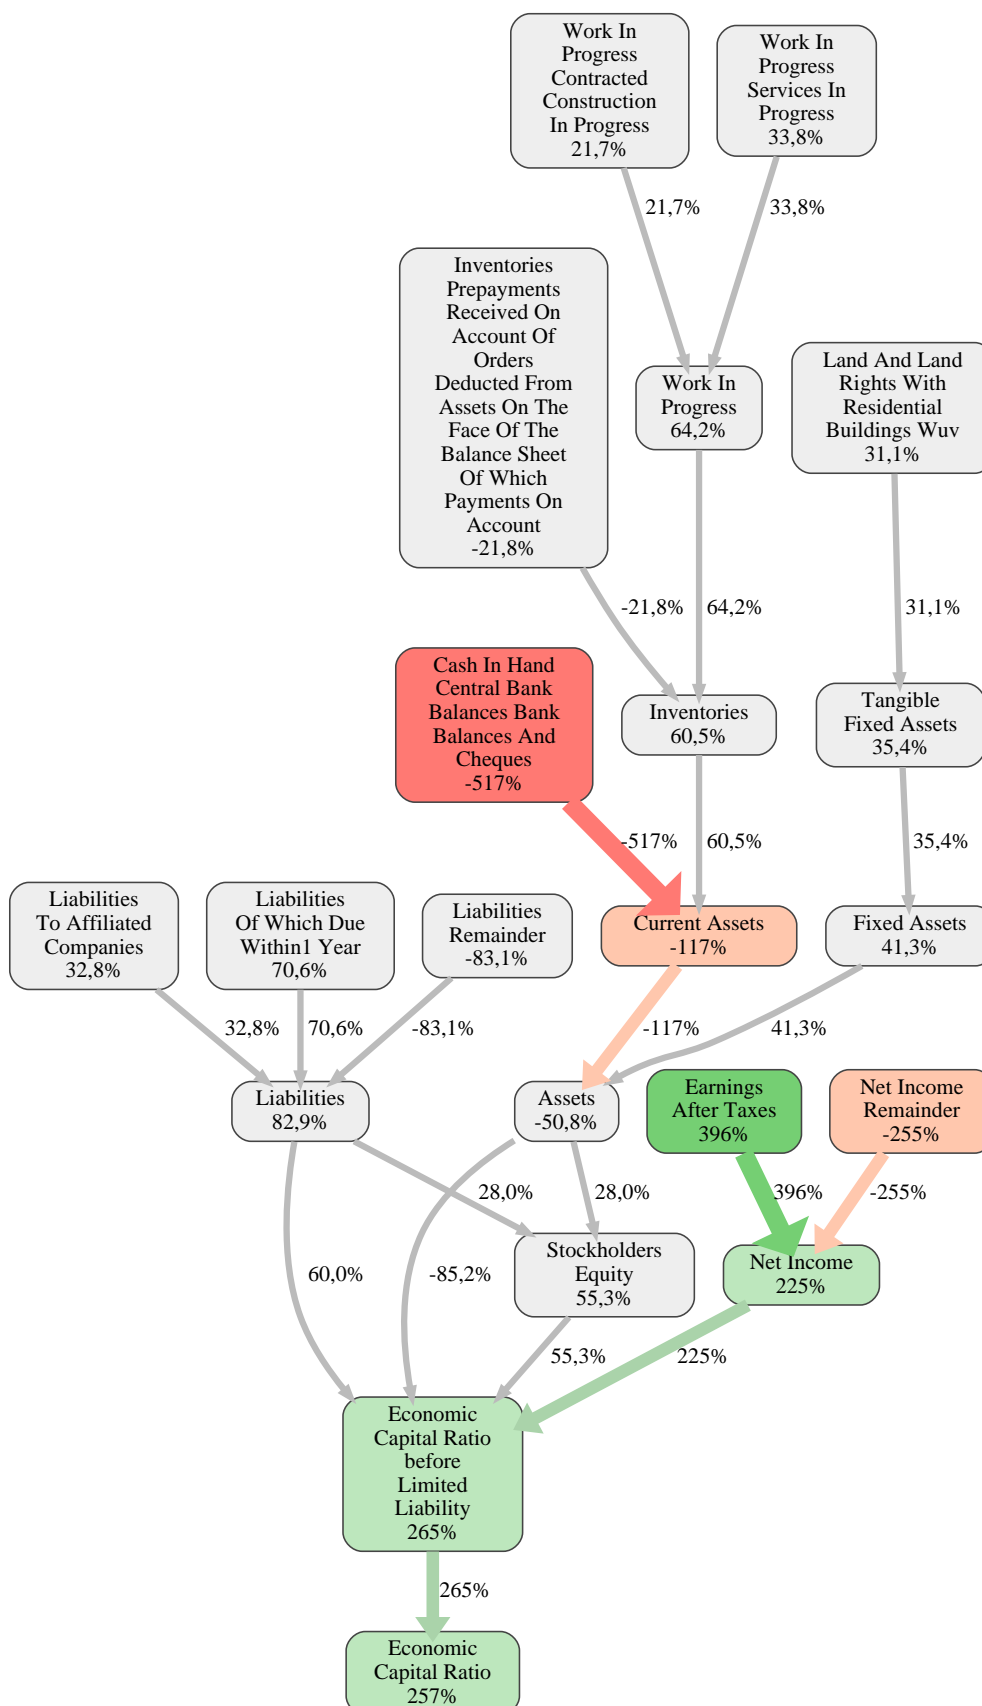 Work In
Progress
Contracted
Construction
In Progress
21,7%
Work In
Progress
Services In
Progress
33,8%
21,7%
33,8%
Inventories
Prepayments
Received On
Account Of
Orders
Deducted From
Assets On The
Face Of The
Balance Sheet
Of Which
Payments On
Account
-21,8%
Work In
Progress
64,2%
Land And Land
Rights With
Residential
Buildings Wuv
31,1%
-21,8%
64,2%
31,1%
Cash In Hand
Central Bank
Balances Bank
Balances And
Cheques
-517%
Inventories
60,5%
Tangible
Fixed Assets
35,4%
-517%
60,5%
35,4%
Liabilities
To Affiliated
Companies
32,8%
Liabilities
Of Which Due
Within1 Year
70,6%
Liabilities
Remainder
-83,1%
Current Assets
-117%
Fixed Assets
41,3%
32,8%
70,6%
-83,1%
-117%
41,3%
Liabilities
82,9%
Assets
-50,8%
Earnings
After Taxes
396%
Net Income
Remainder
-255%
28,0%
28,0%
396%
-255%
60,0%
-85,2%
Stockholders
Equity
55,3%
Net Income
225%
55,3%
225%
Economic
Capital Ratio
before
Limited
Liability
265%
265%
Economic
Capital Ratio
257%